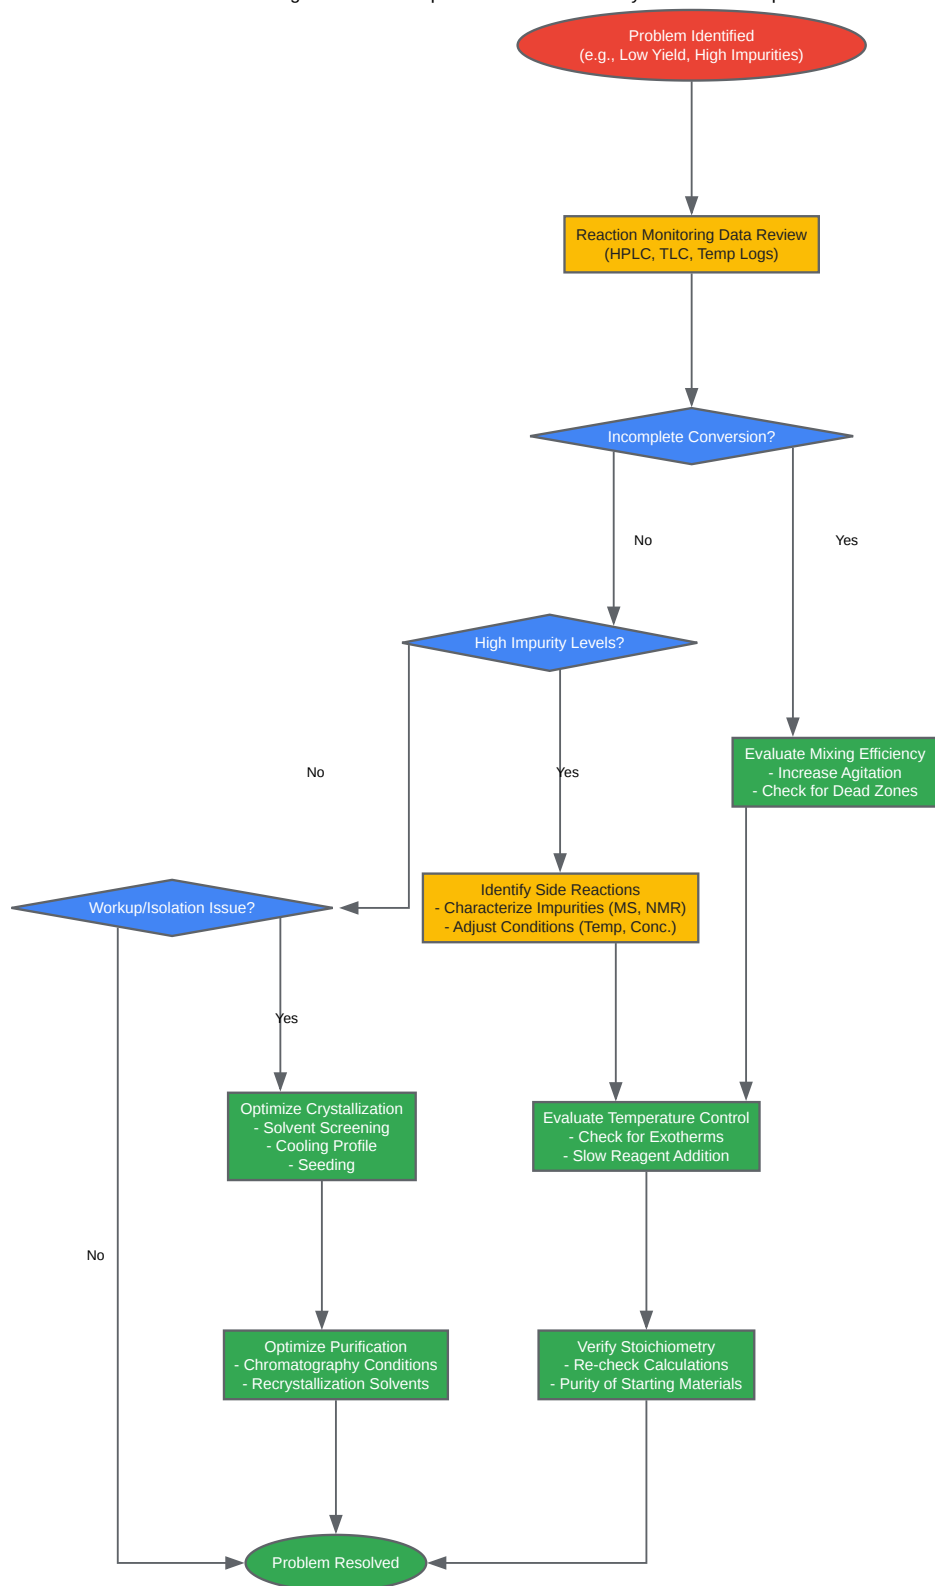 Problem Identified
(e.g., Low Yield, High Impurities)
Reaction Monitoring Data Review
(HPLC, TLC, Temp Logs)
Incomplete Conversion?
No
Yes
High Impurity Levels?
Evaluate Mixing Efficiency
- Increase Agitation
- Check for Dead Zones
No
Yes
Identify Side Reactions
- Characterize Impurities (MS, NMR)
- Adjust Conditions (Temp, Conc.)
Workup/Isolation Issue?
Yes
Optimize Crystallization
- Solvent Screening
- Cooling Profile
- Seeding
Evaluate Temperature Control
- Check for Exotherms
- Slow Reagent Addition
No
Optimize Purification
- Chromatography Conditions
- Recrystallization Solvents
Verify Stoichiometry
- Re-check Calculations
- Purity of Starting Materials
Problem Resolved